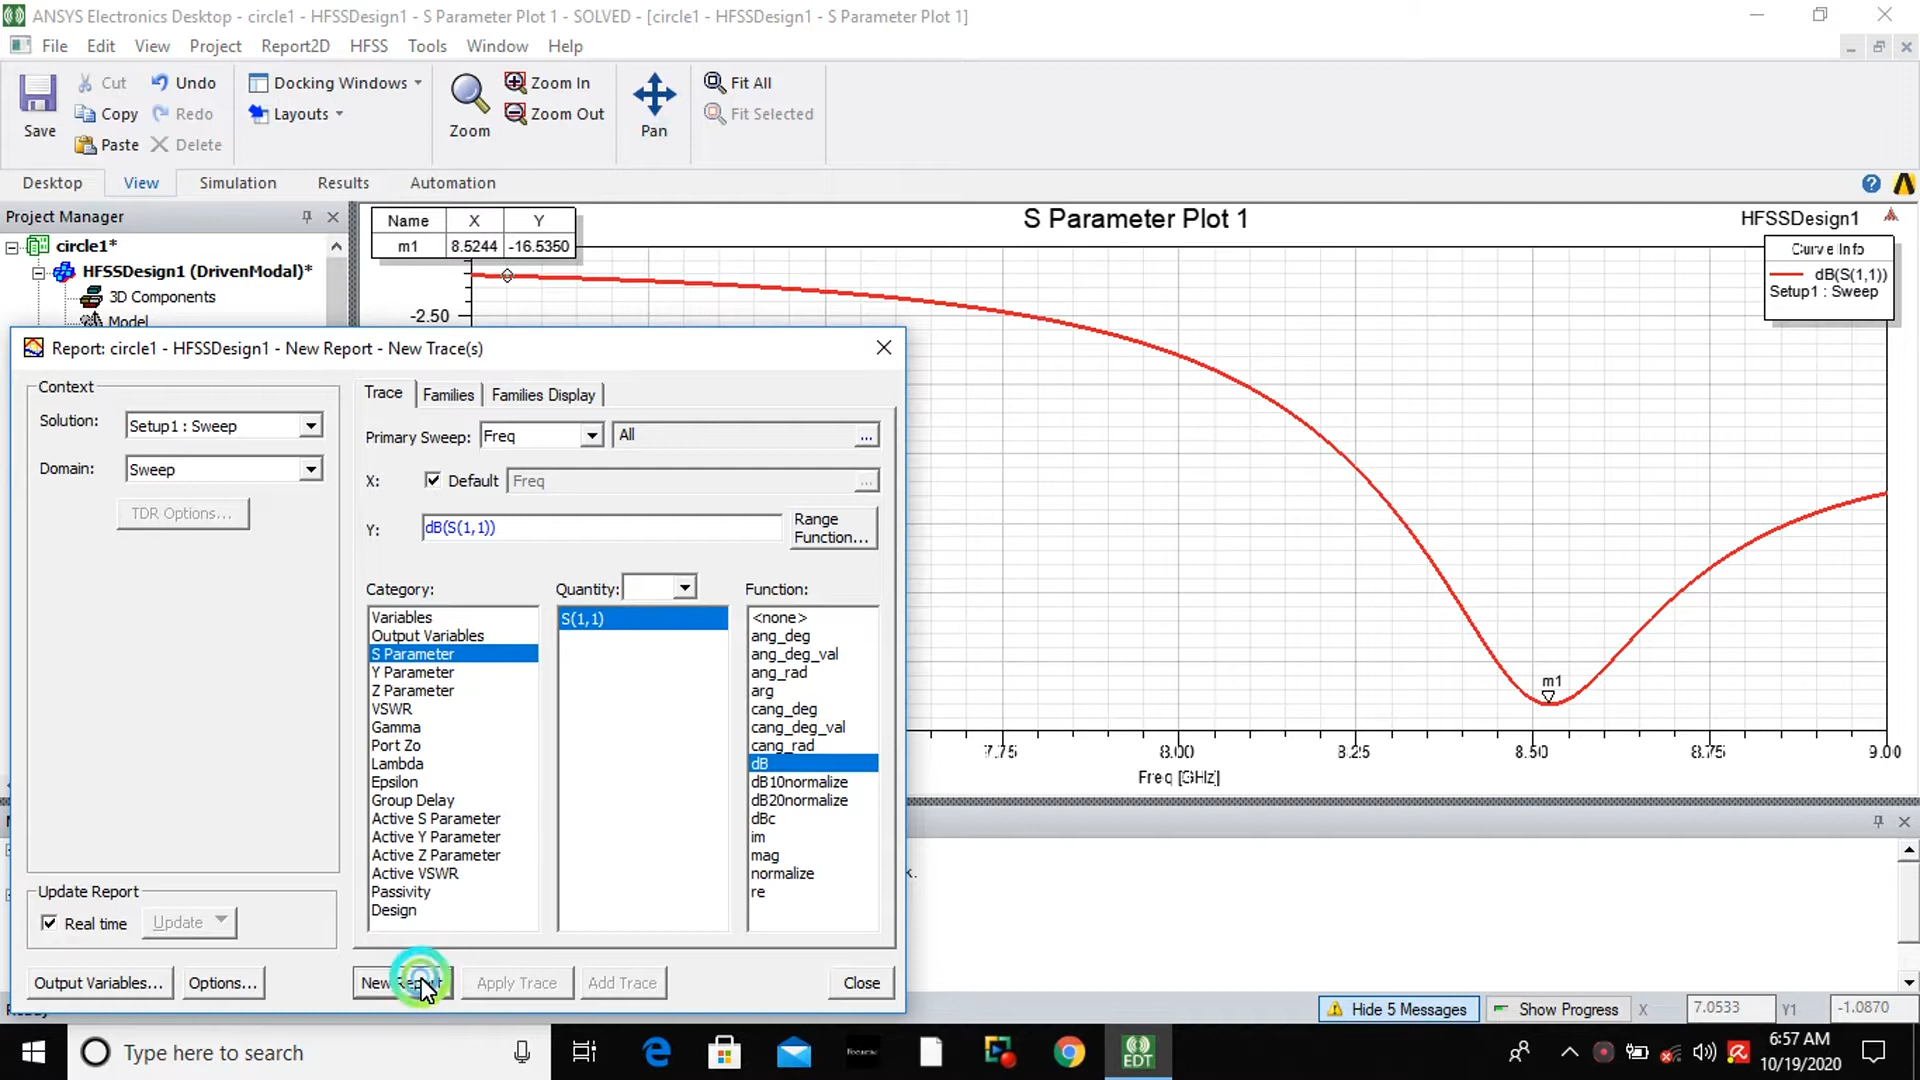 ANSYS Electronics Desktop - circle1 - HFSSDesign1 - S Parameter Plot 1 - SOLVED - [circle1 - HFSSDesign1 - S Parameter Plot 1]
File Edit View Project Report2D HFSS Tools Window Help
Save
Cut
Copy
Paste
Undo
Redo
Delete
Docking Windows
Layouts
Zoom
Zoom In
Zoom Out
Pan
Fit All
Fit Selected
Desktop View Simulation Results Automation
Project Manager
circle1*
HFSSDesign1 (DrivenModal)*
3D Components
Model
Name X Y
m1 8.5244 -16.5350
S Parameter Plot 1
HFSSDesign1
Curve Info
dB(S(1,1))
Setup1 : Sweep
-2.50
m1
7.75 8.00 8.25 8.50 8.75 9.00
Freq [GHz]
Report: circle1 - HFSSDesign1 - New Report - New Trace(s)
Context
Solution: Setup1 : Sweep
Domain: Sweep
TDR Options...
Update Report
Real time Update
Output Variables... Options...
Trace Families Families Display
Primary Sweep: Freq All ...
X: Default Freq ...
Y: dB(S(1,1))
Range
Function...
Category:
Variables
Output Variables
S Parameter
Y Parameter
Z Parameter
VSWR
Gamma
Port Zo
Lambda
Epsilon
Group Delay
Active S Parameter
Active Y Parameter
Active Z Parameter
Active VSWR
Passivity
Design
Quantity:
S(1,1)
Function:
<none>
ang_deg
ang_deg_val
ang_rad
arg
cang_deg
cang_deg_val
cang_rad
dB
dB10normalize
dB20normalize
dBc
im
mag
normalize
re
New Report Apply Trace Add Trace Close
Hide 5 Messages Show Progress X 7.0533 Y1 -1.0870
Type here to search
EDT
6:57 AM
10/19/2020